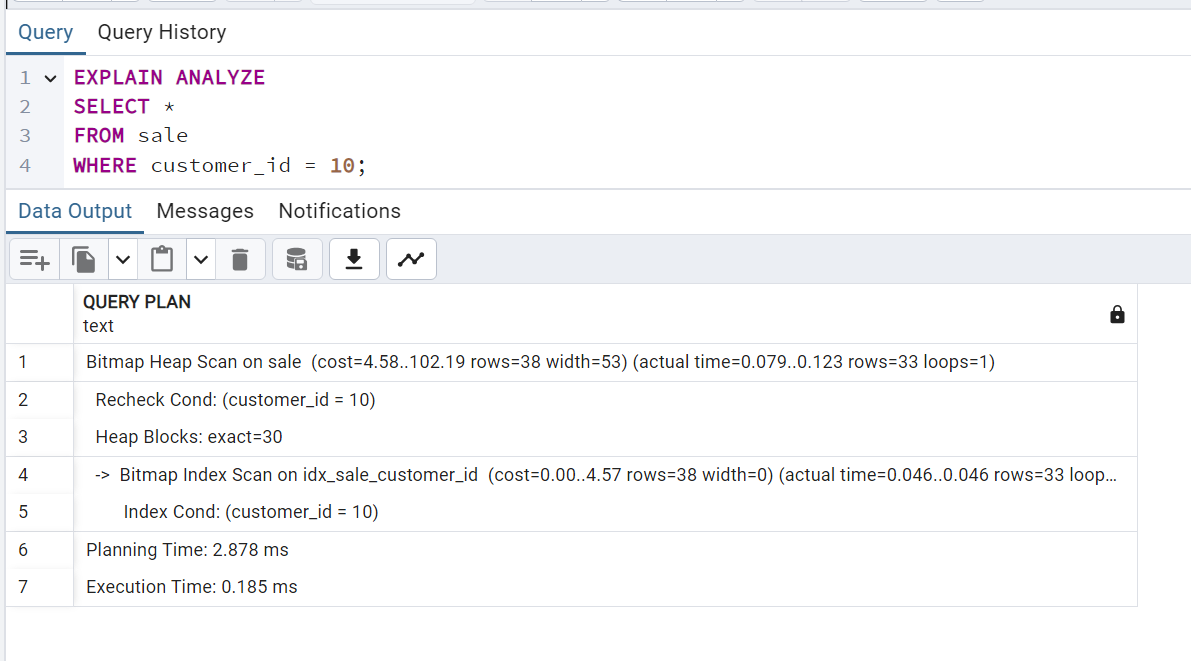 Query Query History
1 EXPLAIN ANALYZE
2 SELECT *
3 FROM sale
4 WHERE customer_id = 10;
Data Output Messages Notifications
QUERY PLAN
text
1 Bitmap Heap Scan on sale (cost=4.58..102.19 rows=38 width=53) (actual time=0.079..0.123 rows=33 loops=1)
2 Recheck Cond: (customer_id = 10)
3 Heap Blocks: exact=30
4 -> Bitmap Index Scan on idx_sale_customer_id (cost=0.00..4.57 rows=38 width=0) (actual time=0.046..0.046 rows=33 loop...
5 Index Cond: (customer_id = 10)
6 Planning Time: 2.878 ms
7 Execution Time: 0.185 ms